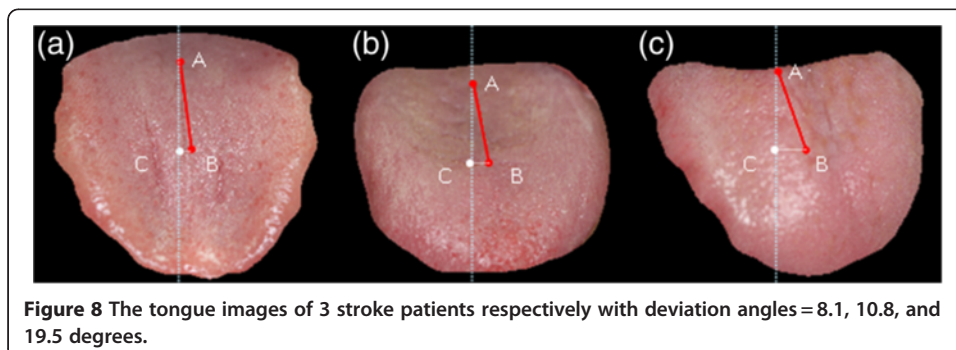 (a)
A
C
B
(b)
A
C
B
(c)
A
C
B
Figure 8 The tongue images of 3 stroke patients respectively with deviation angles = 8.1, 10.8, and
19.5 degrees.